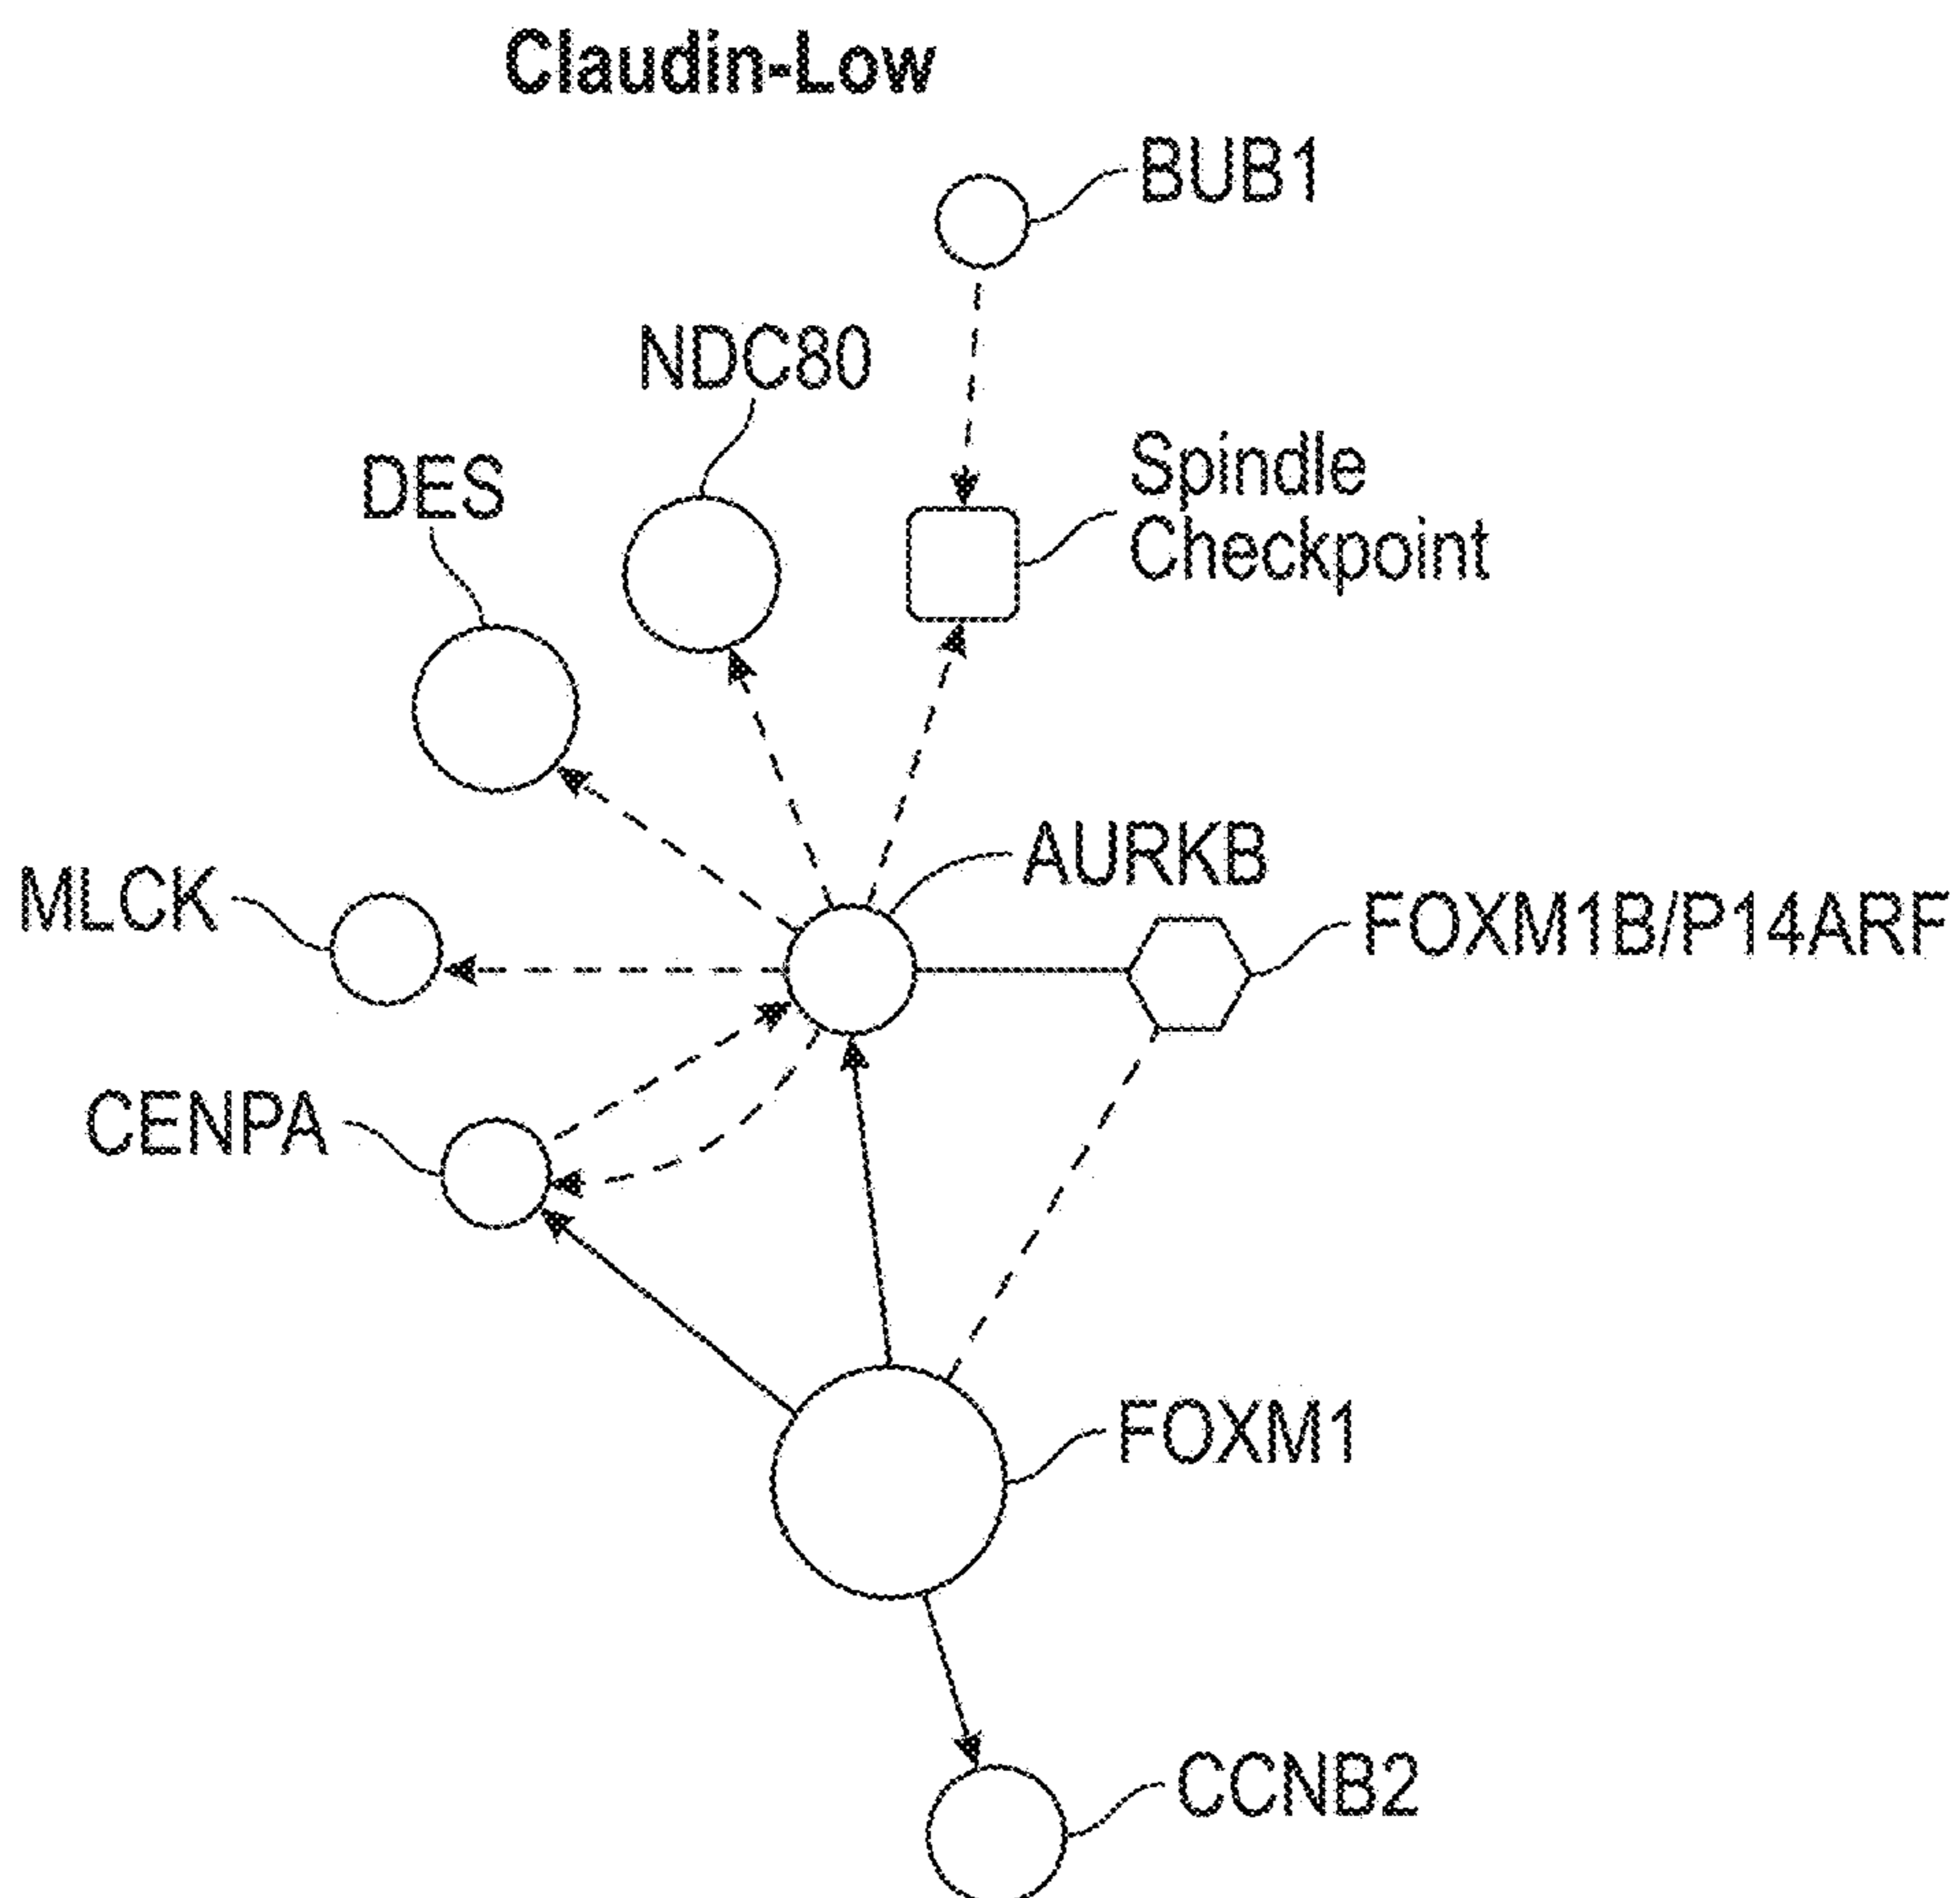 Claudin-Low
BUB1
NDC80
DES
Spindle
Checkpoint
AURKB
MLCK
FOXM1B/P14ARF
CENPA
FOXM1
CCNB2